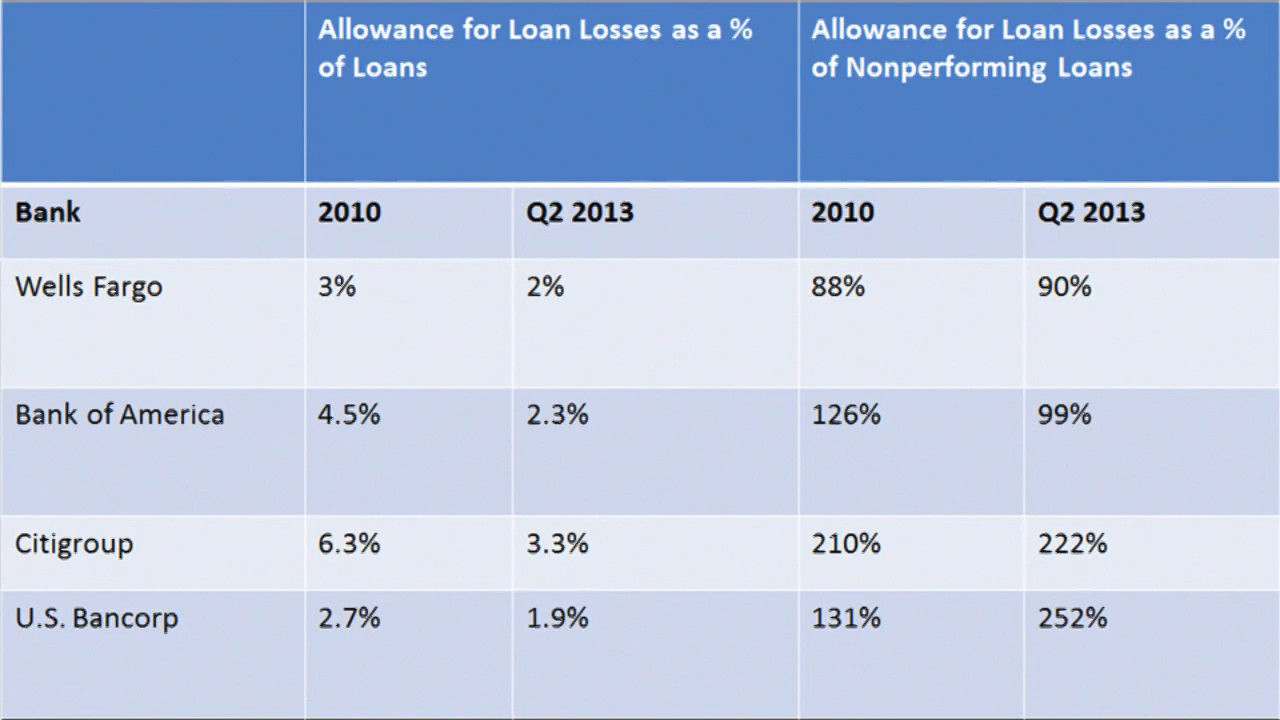 Allowance for Loan Losses as a %
of Loans
Allowance for Loan Losses as a %
of Nonperforming Loans
Bank 2010 Q2 2013 2010 Q2 2013
Wells Fargo 3% 2% 88% 90%
Bank of America 4.5% 2.3% 126% 99%
Citigroup 6.3% 3.3% 210% 222%
U.S. Bancorp 2.7% 1.9% 131% 252%